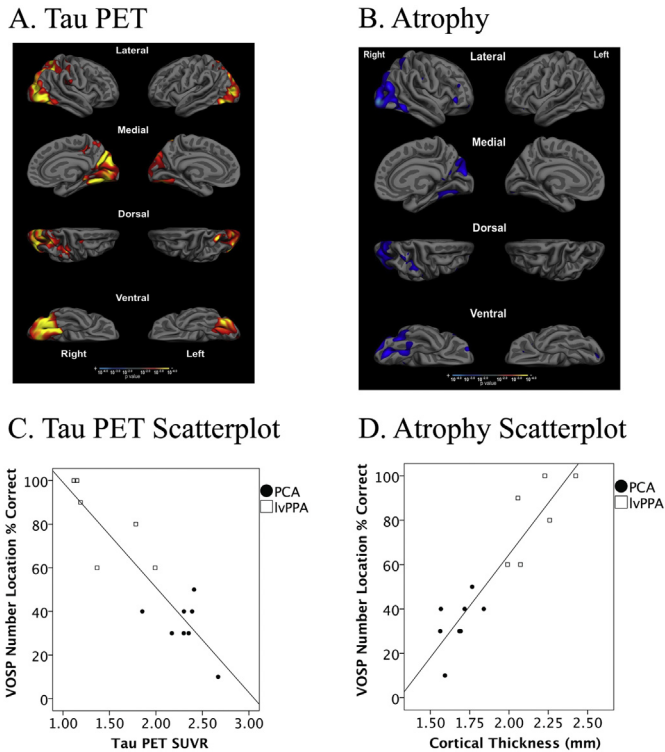 A. Tau PET
B. Atrophy
Lateral
Medial
Dorsal
Ventral
Right Left
p value
Right Lateral Left
Medial
Dorsal
Ventral
p value
C. Tau PET Scatterplot
VOSP Number Location % Correct
100
80
60
40
20
0
1.00 1.50 2.00 2.50 3.00
Tau PET SUVR
PCA
lvPPA
D. Atrophy Scatterplot
VOSP Number Location % Correct
100
80
60
40
20
0
1.50 1.75 2.00 2.25 2.50
Cortical Thickness (mm)
PCA
lvPPA